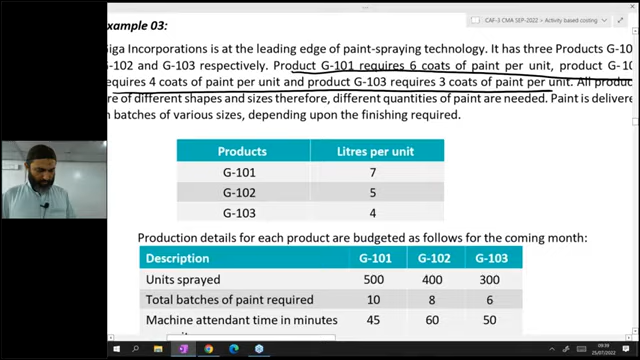 CAF-3 CMA SEP-2022 × Activity based costing
xample 03:
Giga Incorporations is at the leading edge of paint-spraying technology. It has three Products G-10
G-102 and G-103 respectively. Product G-101 requires 6 coats of paint per unit, product G-10
equires 4 coats of paint per unit and product G-103 requires 3 coats of paint per unit. All produc
re of different shapes and sizes therefore, different quantities of paint are needed. Paint is delivere
n batches of various sizes, depending upon the finishing required.
Products Litres per unit
G-101 7
G-102 5
G-103 4
Production details for each product are budgeted as follows for the coming month:
Description G-101 G-102 G-103
Units sprayed 500 400 300
Total batches of paint required 10 8 6
Machine attendant time in minutes 45 60 50
09:39
25/07/2022